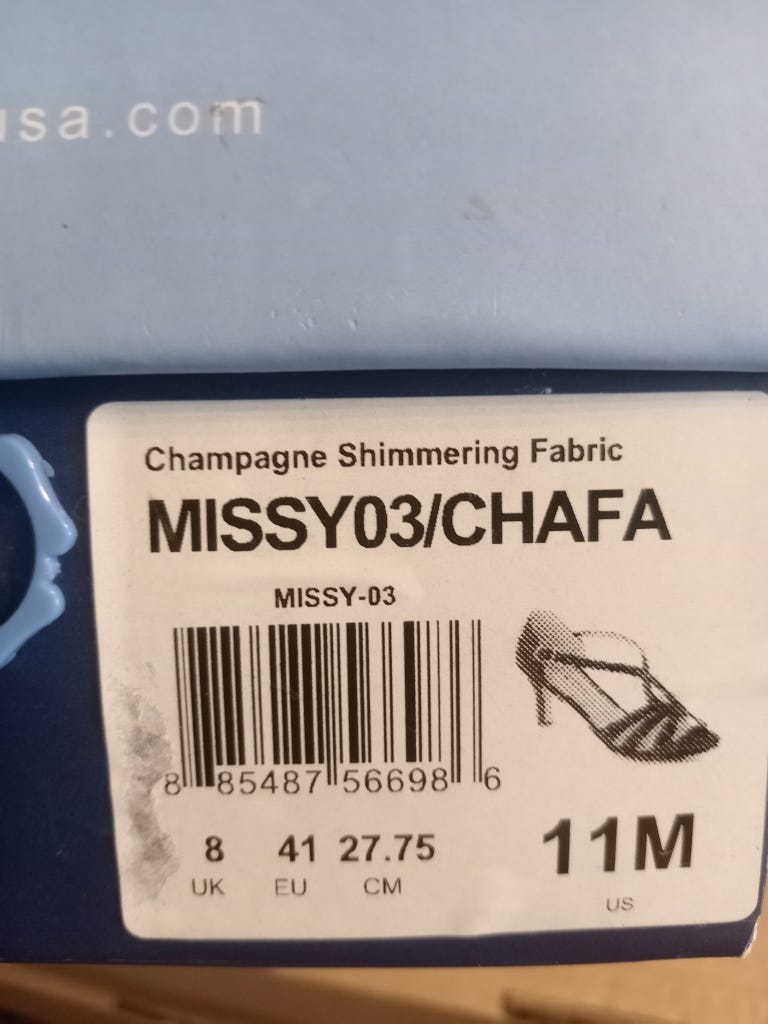 usa.com
Champagne Shimmering Fabric
MISSY03/CHAFA
MISSY-03
8 85487 56698 6
8 41 27.75
UK EU CM
11M
US